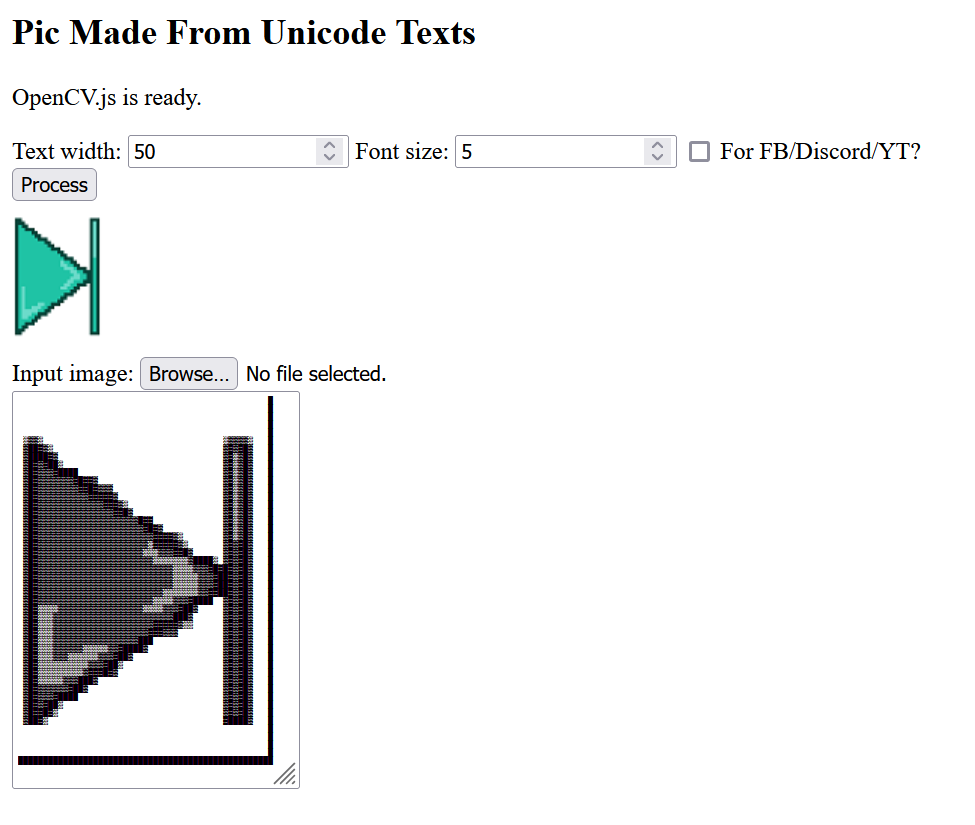 Pic Made From Unicode Texts
OpenCV.js is ready.
Text width: 50 Font size: 5 For FB/Discord/YT?
Process
Input image: Browse... No file selected.